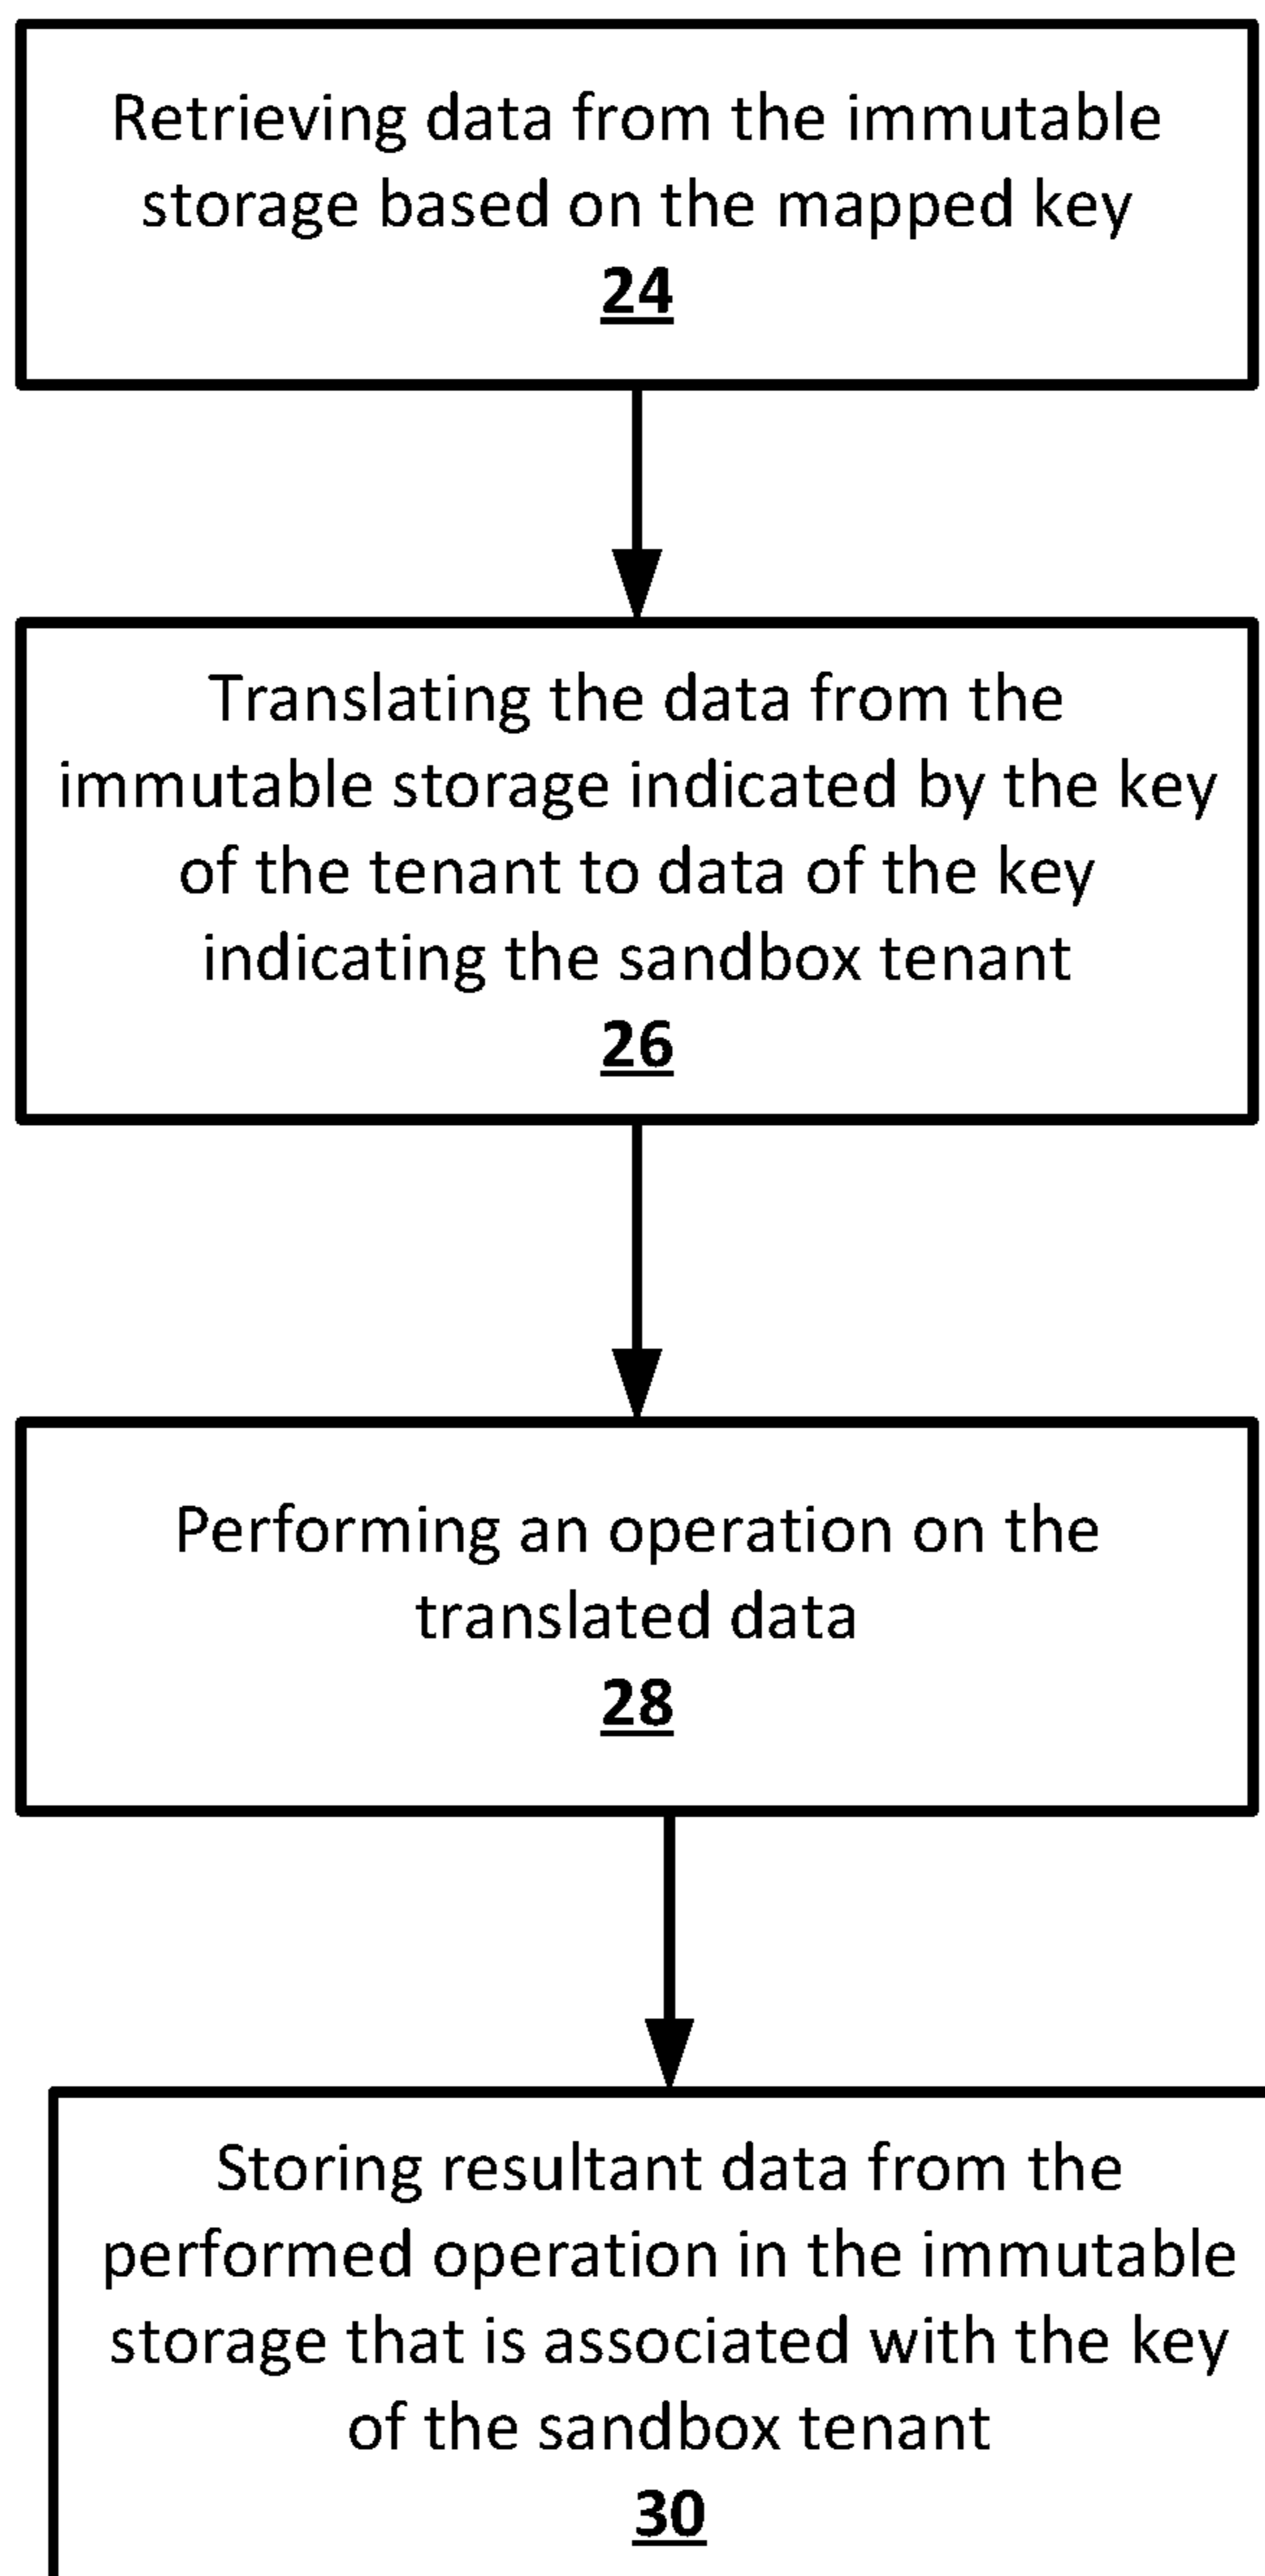 Retrieving data from the immutable
storage based on the mapped key
24
Translating the data from the
immutable storage indicated by the key
of the tenant to data of the key
indicating the sandbox tenant
26
Performing an operation on the
translated data
28
Storing resultant data from the
performed operation in the immutable
storage that is associated with the key
of the sandbox tenant
30